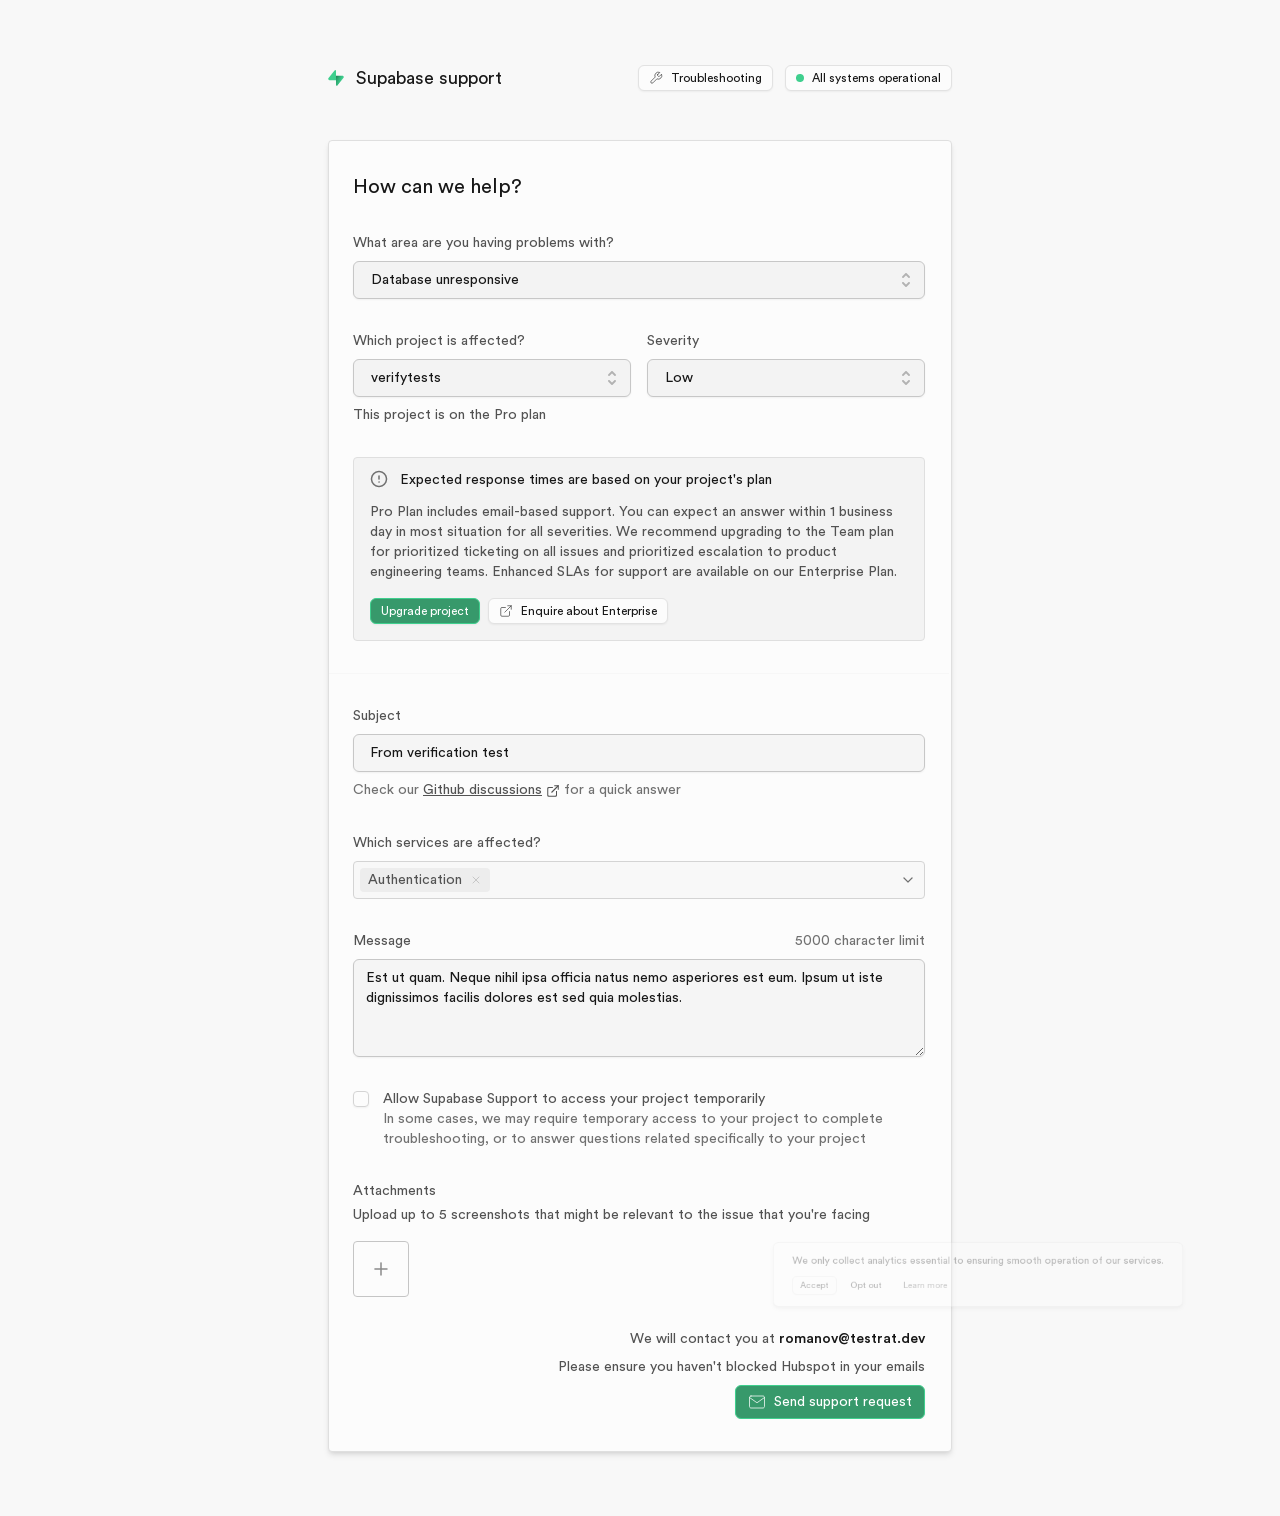 Supabase support
Troubleshooting
All systems operational
How can we help?
What area are you having problems with?
Database unresponsive
Which project is affected?
Severity
verifytests
Low
This project is on the Pro plan
Expected response times are based on your project's plan
Pro Plan includes email-based support. You can expect an answer within 1 business
day in most situation for all severities. We recommend upgrading to the Team plan
for prioritized ticketing on all issues and prioritized escalation to product
engineering teams. Enhanced SLAs for support are available on our Enterprise Plan.
Upgrade project
Enquire about Enterprise
Subject
From verification test
Check our Github discussions for a quick answer
Which services are affected?
Authentication
Message
5000 character limit
Est ut quam. Neque nihil ipsa officia natus nemo asperiores est eum. Ipsum ut iste
dignissimos facilis dolores est sed quia molestias.
Allow Supabase Support to access your project temporarily
In some cases, we may require temporary access to your project to complete
troubleshooting, or to answer questions related specifically to your project
Attachments
Upload up to 5 screenshots that might be relevant to the issue that you're facing
We only collect analytics essential to ensuring smooth operation of our services.
Accept
Opt out
Learn more
We will contact you at romanov@testrat.dev
Please ensure you haven't blocked Hubspot in your emails
Send support request